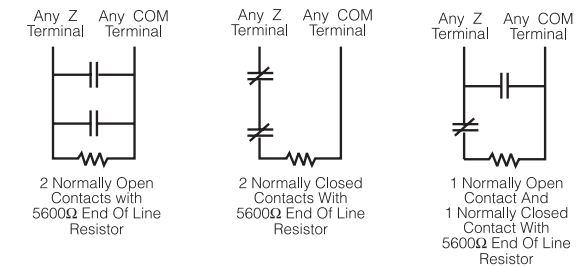 Any Z Terminal
Any COM Terminal
2 Normally Open
Contacts with
5600Ω End Of Line
Resistor
Any Z Terminal
Any COM Terminal
2 Normally Closed
Contacts With
5600Ω End Of Line
Resistor
Any Z Terminal
Any COM Terminal
1 Normally Open
Contact And
1 Normally Closed
Contact With
5600Ω End Of Line
Resistor